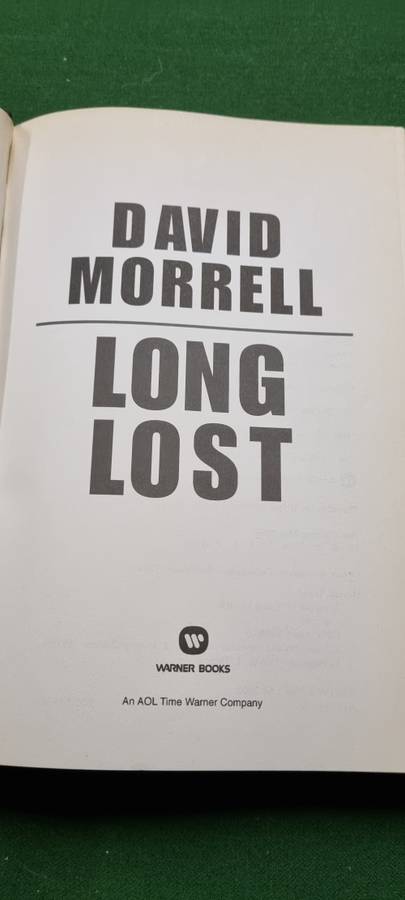 DAVID
MORRELL
LONG
LOST
WARNER BOOKS
An AOL Time Warner Company